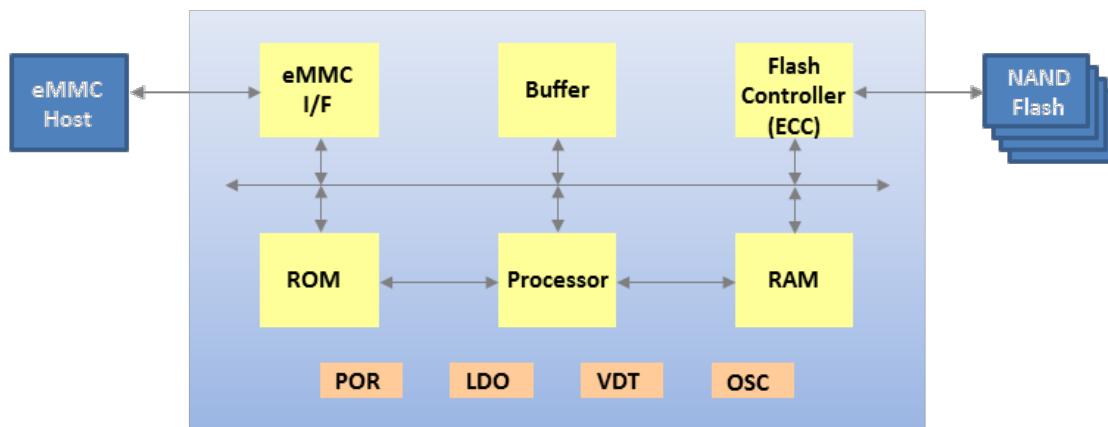 eMMC
Host
eMMC
I/F
Buffer
Flash
Controller
(ECC)
NAND
Flash
ROM
Processor
RAM
POR
LDO
VDT
OSC